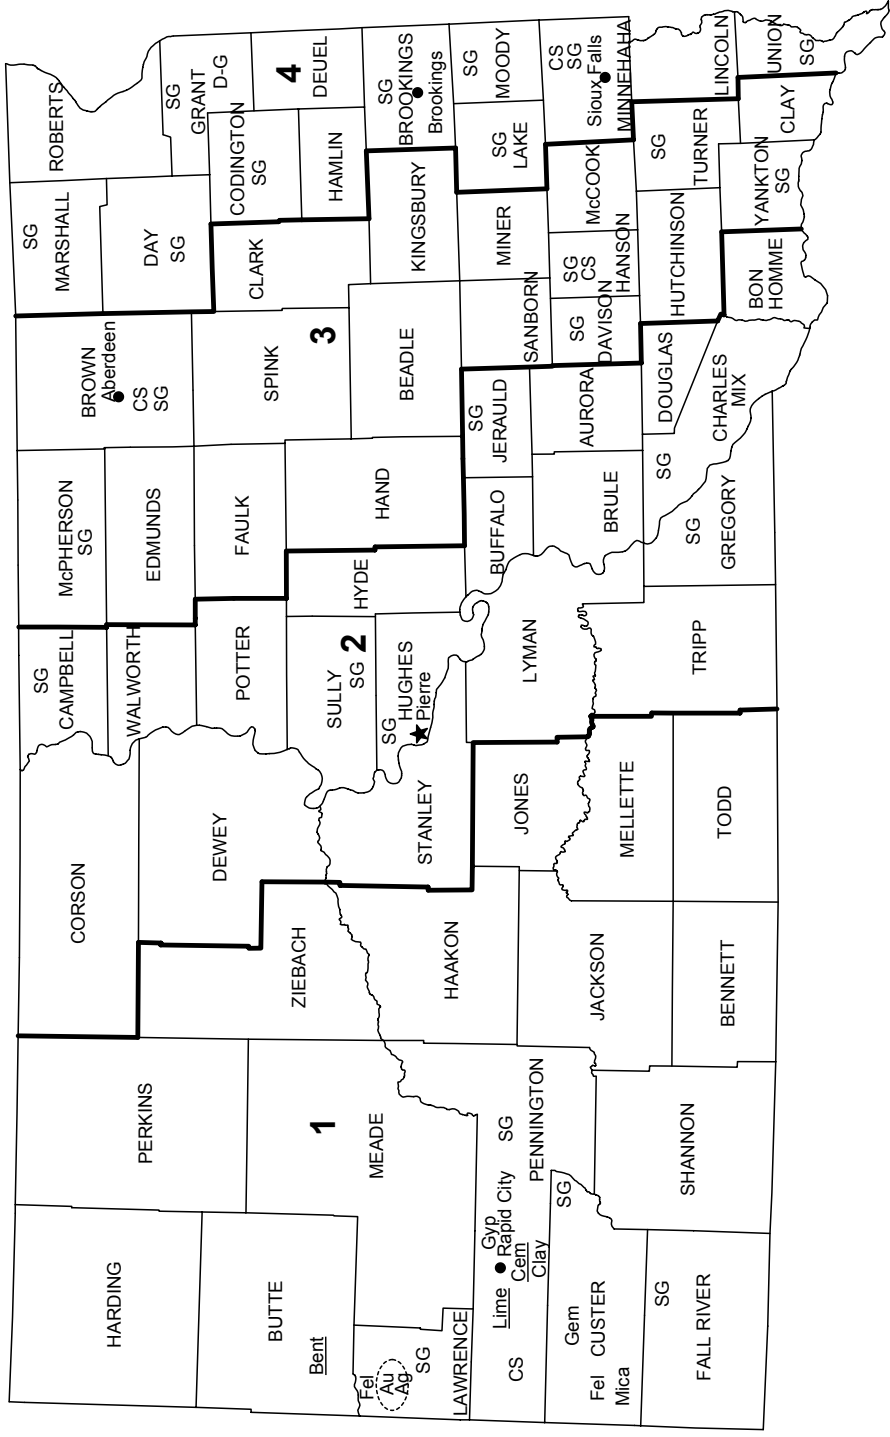 HARDING
PERKINS
CORSON
SG
CAMPBELL
McPHERSON
SG
BROWN
Aberdeen
CS
SG
SG
MARSHALL
ROBERTS
WALWORTH
EDMUNDS
DAY
SG
SG
GRANT
D-G
BUTTE
Bent
1
MEADE
ZIEBACH
DEWEY
POTTER
FAULK
SPINK
3
CLARK
CODINGTON
SG
4
DEUEL
HAMLIN
SULLY
SG
2
HYDE
HAND
BEADLE
KINGSBURY
SG
BROOKINGS
Brookings
Fel
Au
Ag
SG
LAWRENCE
HAAKON
STANLEY
SG
HUGHES
Pierre
BUFFALO
SG
JERAULD
SANBORN
MINER
SG
LAKE
SG
MOODY
Gyp
Rapid City
Lime
Cem
Clay
CS
SG
PENNINGTON
JACKSON
JONES
LYMAN
BRULE
AURORA
SG
DAVISON
SG
CS
HANSON
McCOOK
CS
SG
Sioux Falls
MINNEHAHA
Gem
SG
Fel
CUSTER
Mica
MELLETTE
TRIPP
SG
GREGORY
SG
CHARLES
MIX
DOUGLAS
HUTCHINSON
SG
TURNER
LINCOLN
SG
FALL RIVER
SHANNON
BENNETT
TODD
BON
HOMME
YANKTON
SG
CLAY
UNION
SG